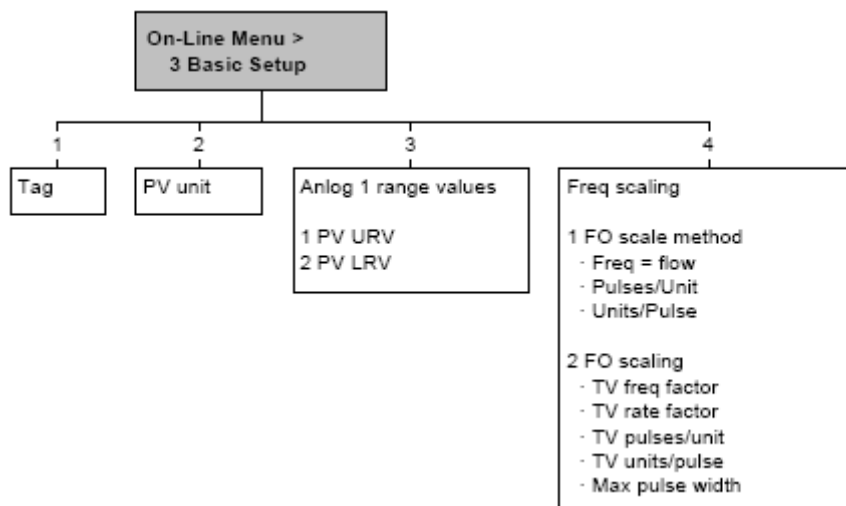 On-Line Menu >
3 Basic Setup
1
2
3
4
Tag
PV unit
Anlog 1 range values
1 PV URV
2 PV LRV
Freq scaling
1 FO scale method
· Freq = flow
· Pulses/Unit
· Units/Pulse
2 FO scaling
· TV freq factor
· TV rate factor
· TV pulses/unit
· TV units/pulse
· Max pulse width